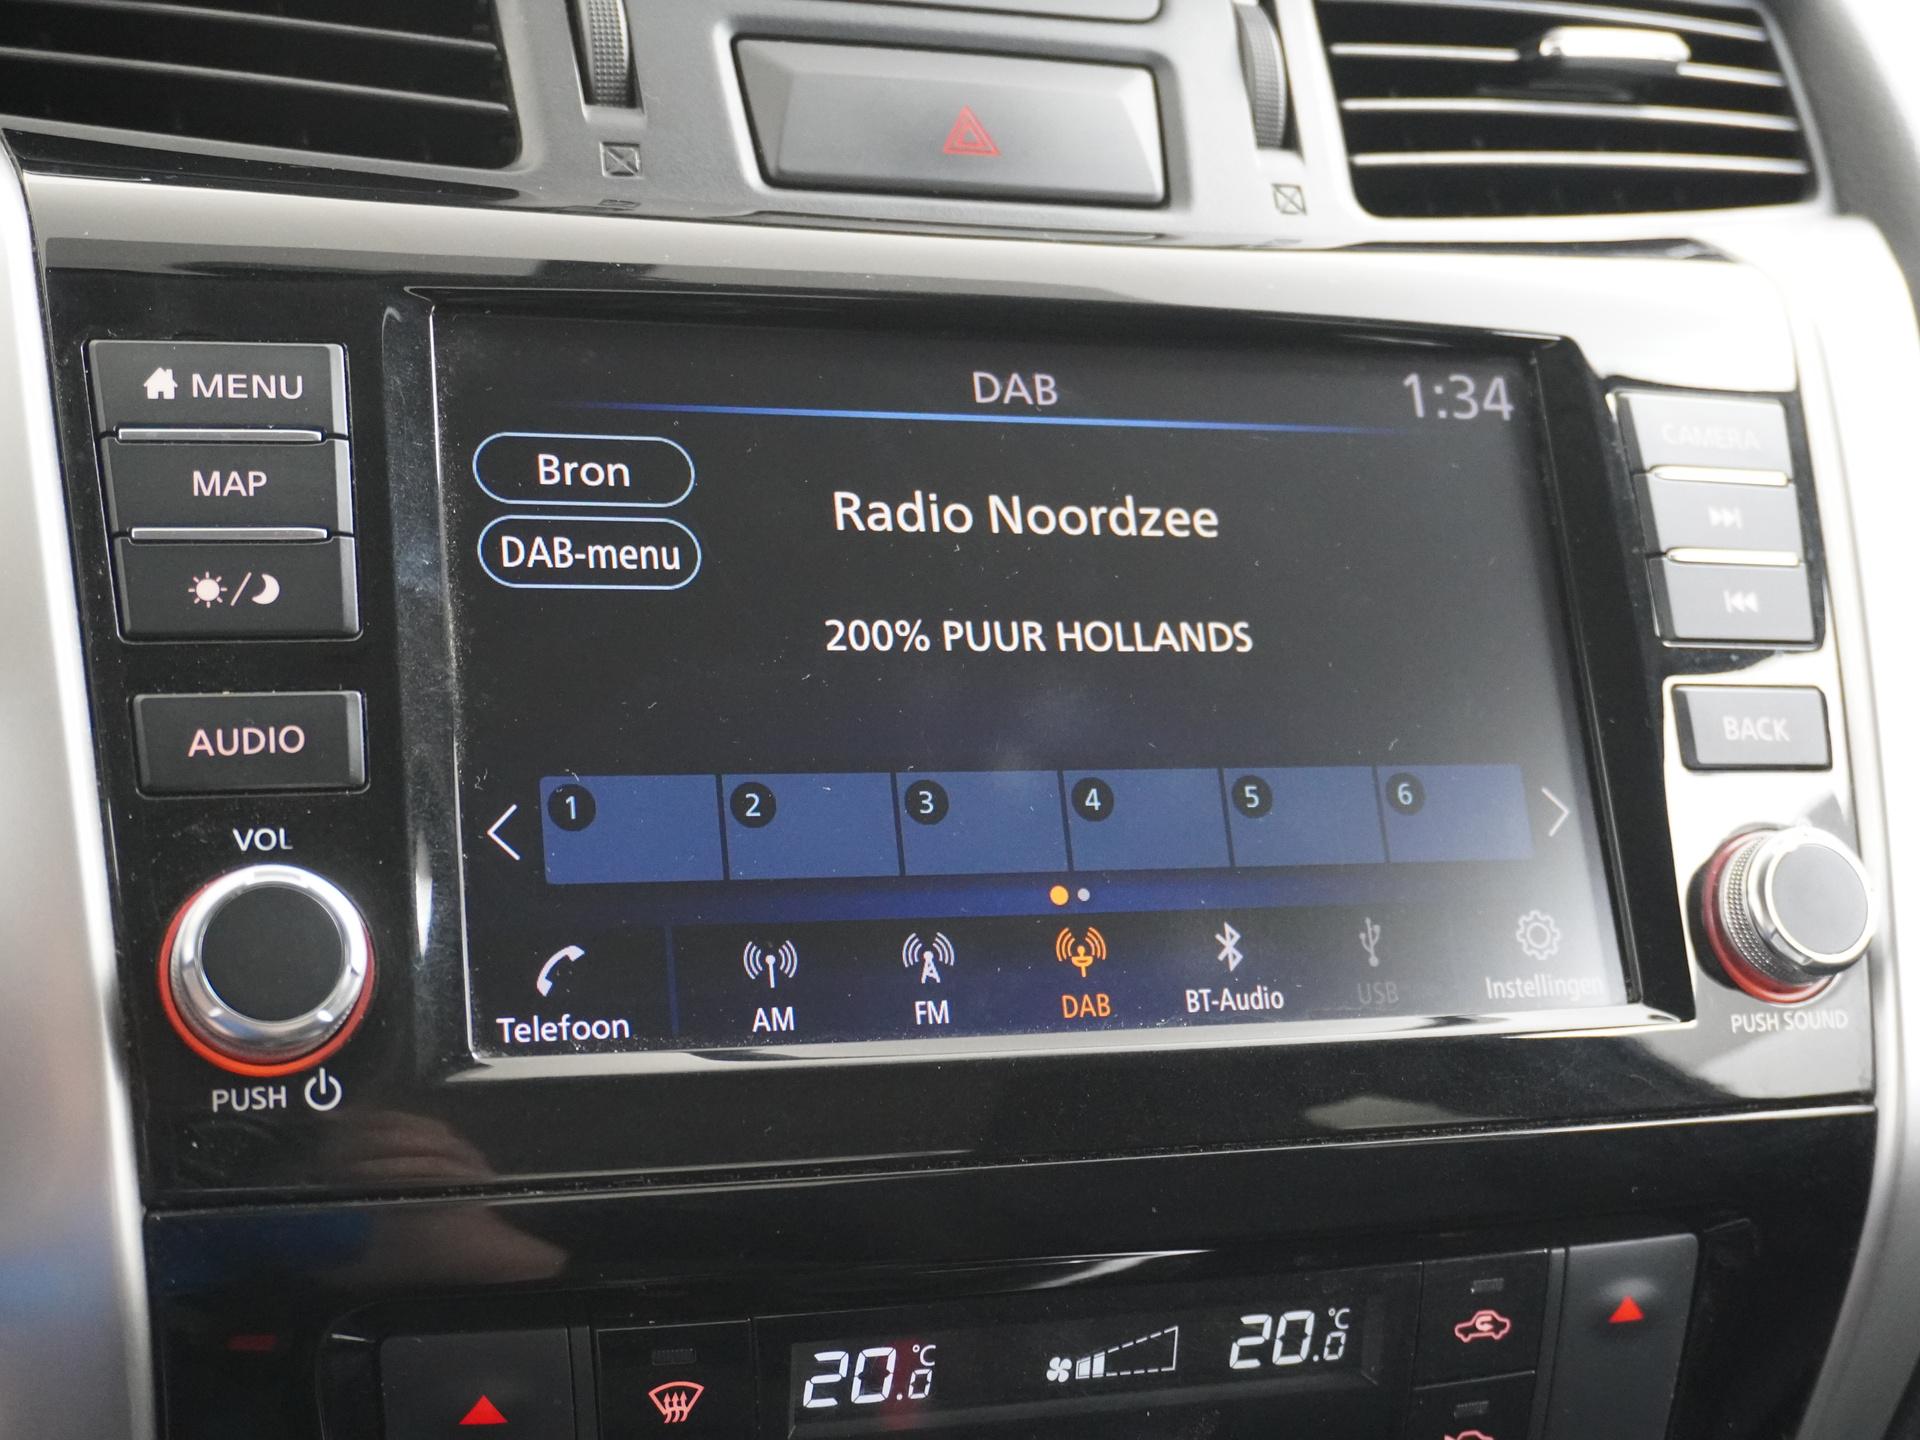 MENU
MAP
AUDIO
VOL
PUSH
DAB
1:34
Bron
DAB-menu
Radio Noordzee
200% PUUR HOLLANDS
1 2 3 4 5 6
Telefoon
AM
FM
DAB
BT-Audio
USB
Instellingen
CAMERA
BACK
PUSH SOUND
20.0 °C
20.0 °C